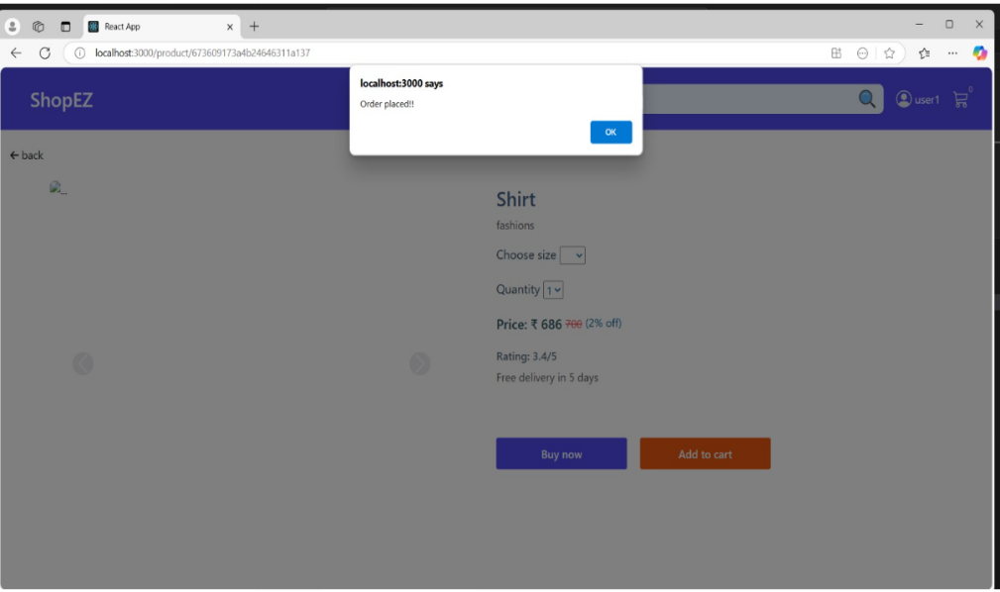 React App
localhost:3000/product/673609173a4b24646311a137
localhost:3000 says
Order placed!!
OK
ShopEZ
user1
0
← back
...
Shirt
fashions
Choose size
Quantity 1
Price: ₹ 686 700 (2% off)
Rating: 3.4/5
Free delivery in 5 days
Buy now
Add to cart